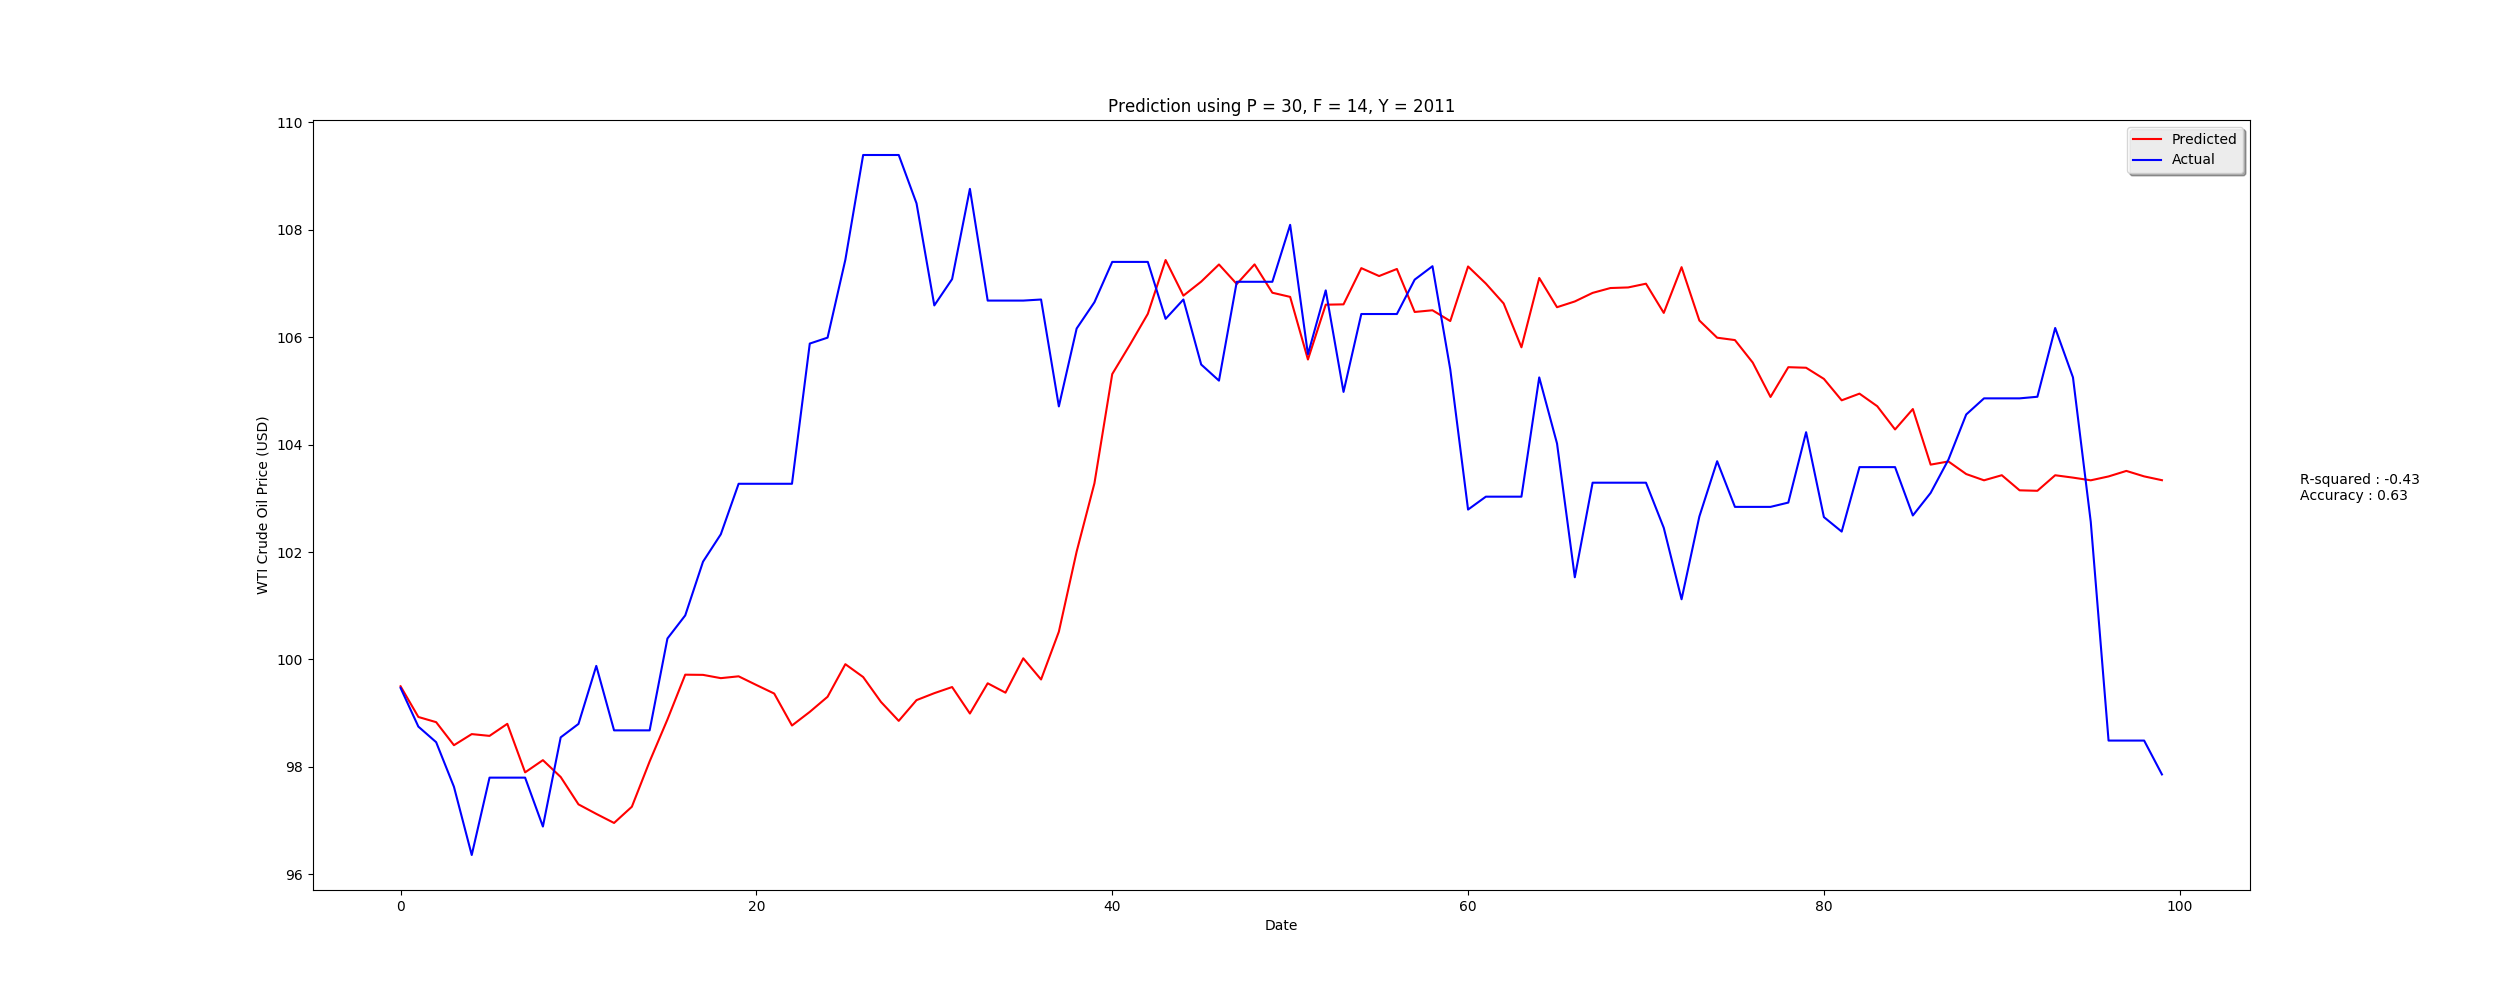 Prediction using P = 30, F = 14, Y = 2011
110
108
106
104
102
100
98
96
WTI Crude Oil Price (USD)
Predicted
Actual
R-squared : -0.43
Accuracy : 0.63
0
20
40
60
80
100
Date